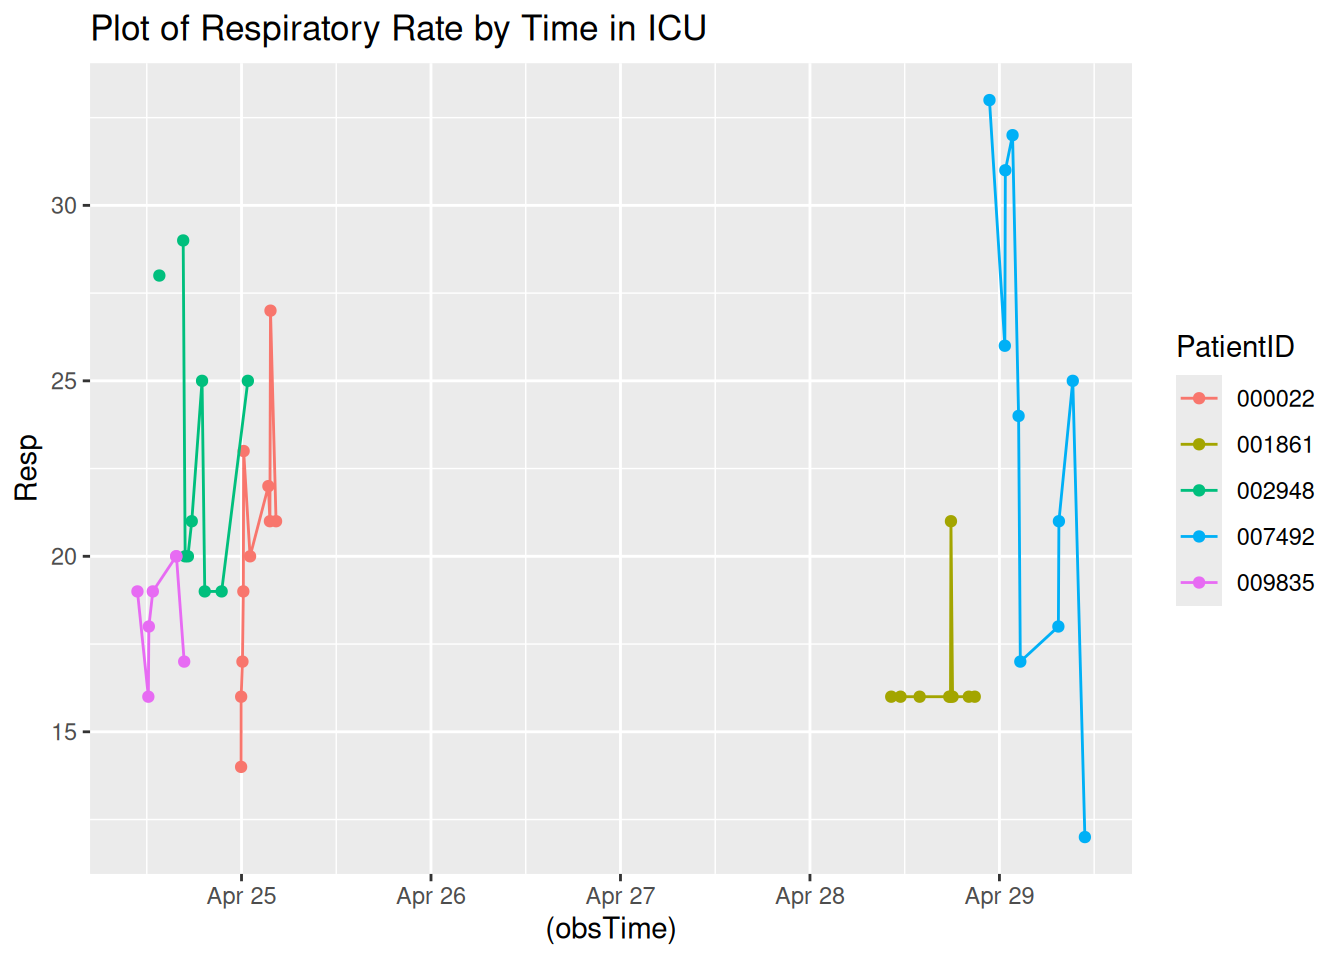 Plot of Respiratory Rate by Time in ICU
30
25
20
15
Resp
Apr 25
Apr 26
Apr 27
Apr 28
Apr 29
(obsTime)
PatientID
000022
001861
002948
007492
009835